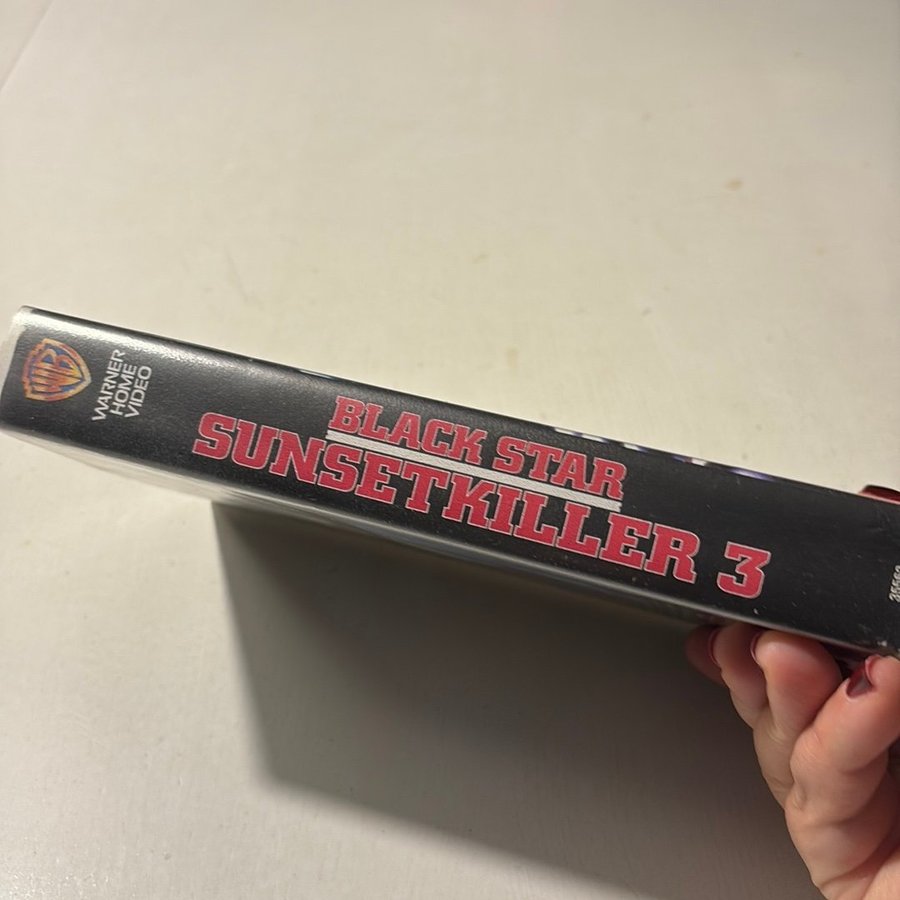 WB
WARNER
HOME
VIDEO
BLACK STAR
SUNSETKILLER 3